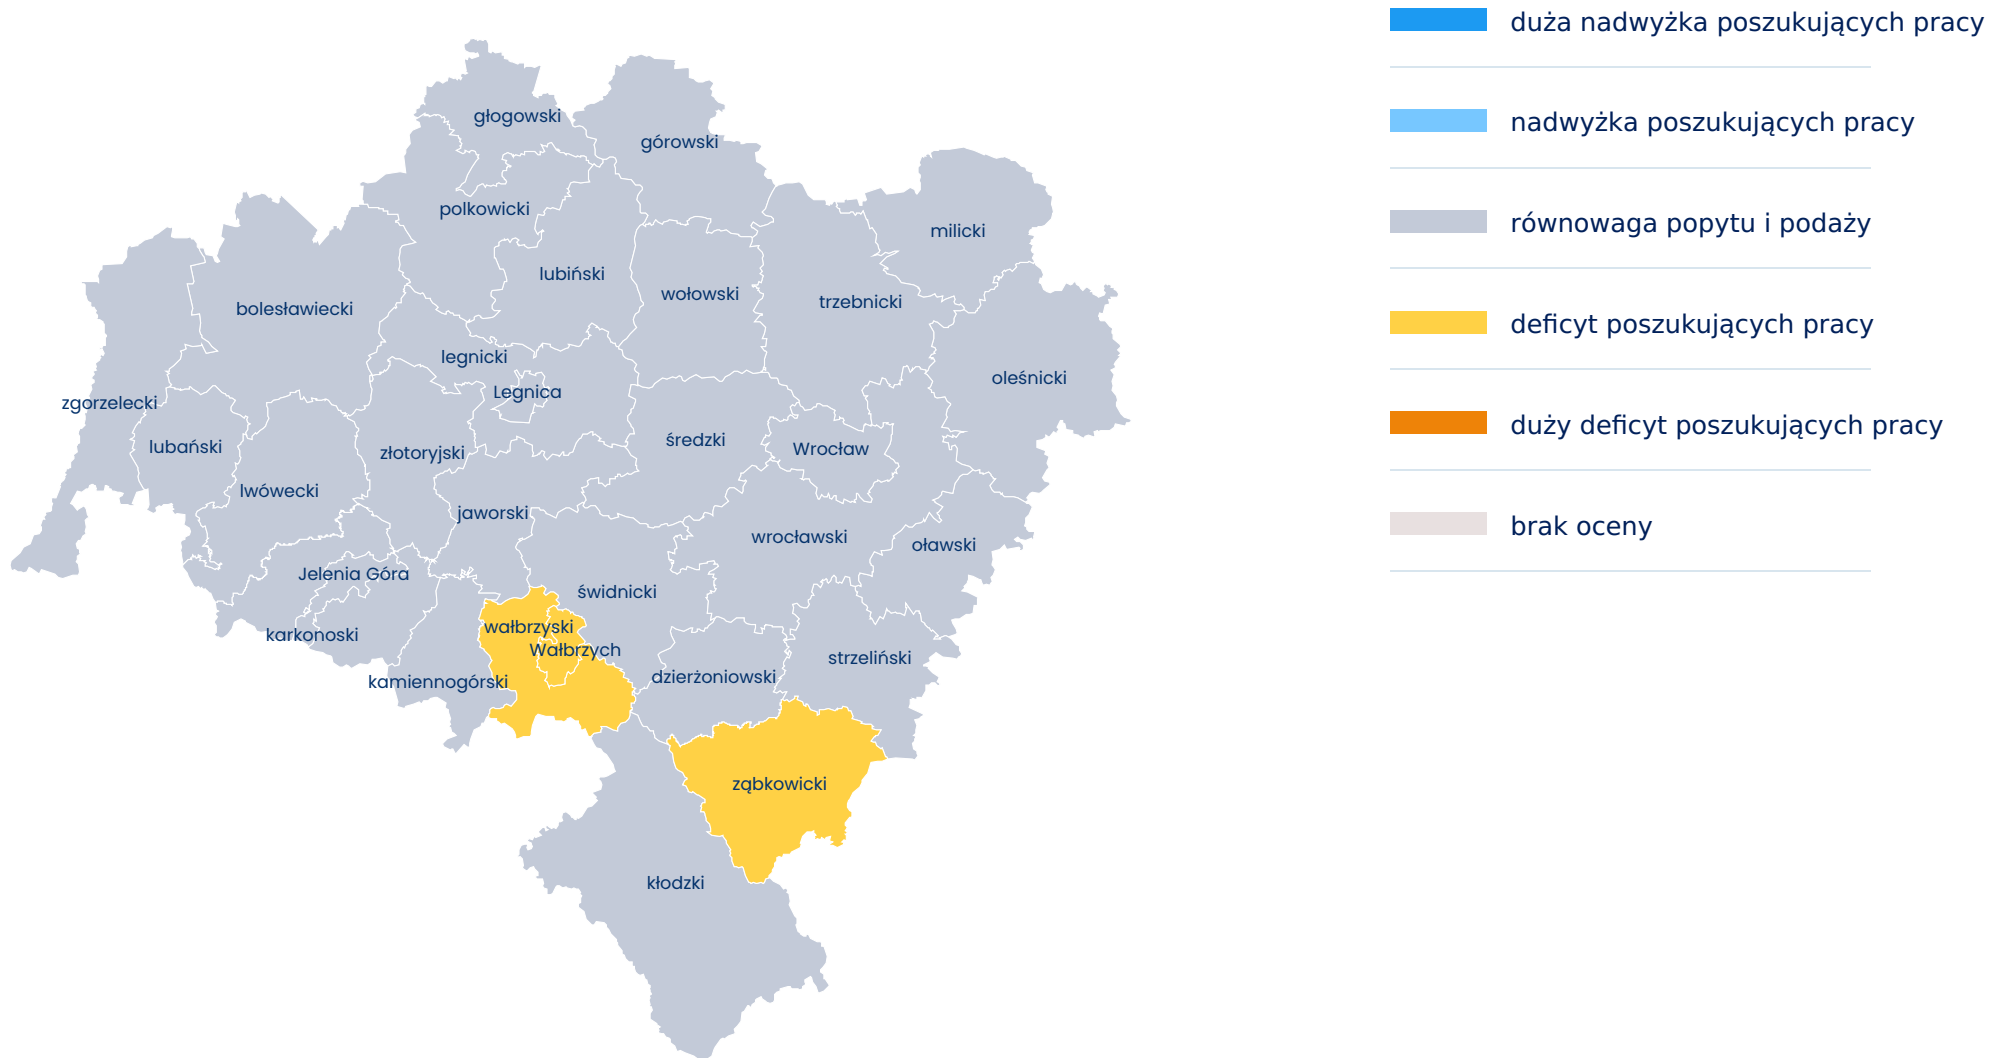 głogowski
górowski
polkowicki
milicki
lubiński
wołowski
trzebnicki
bolesławiecki
legnicki
Legnica
oleśnicki
zgorzelecki
lubański
złotoryjski
średzki
Wrocław
lwówecki
jaworski
wrocławski
oławski
Jelenia Góra
świdnicki
karkonoski
wałbrzyski
Wałbrzych
strzeliński
kamiennogórski
dzierżoniowski
ząbkowicki
kłodzki
duża nadwyżka poszukujących pracy
nadwyżka poszukujących pracy
równowaga popytu i podaży
deficyt poszukujących pracy
duży deficyt poszukujących pracy
brak oceny